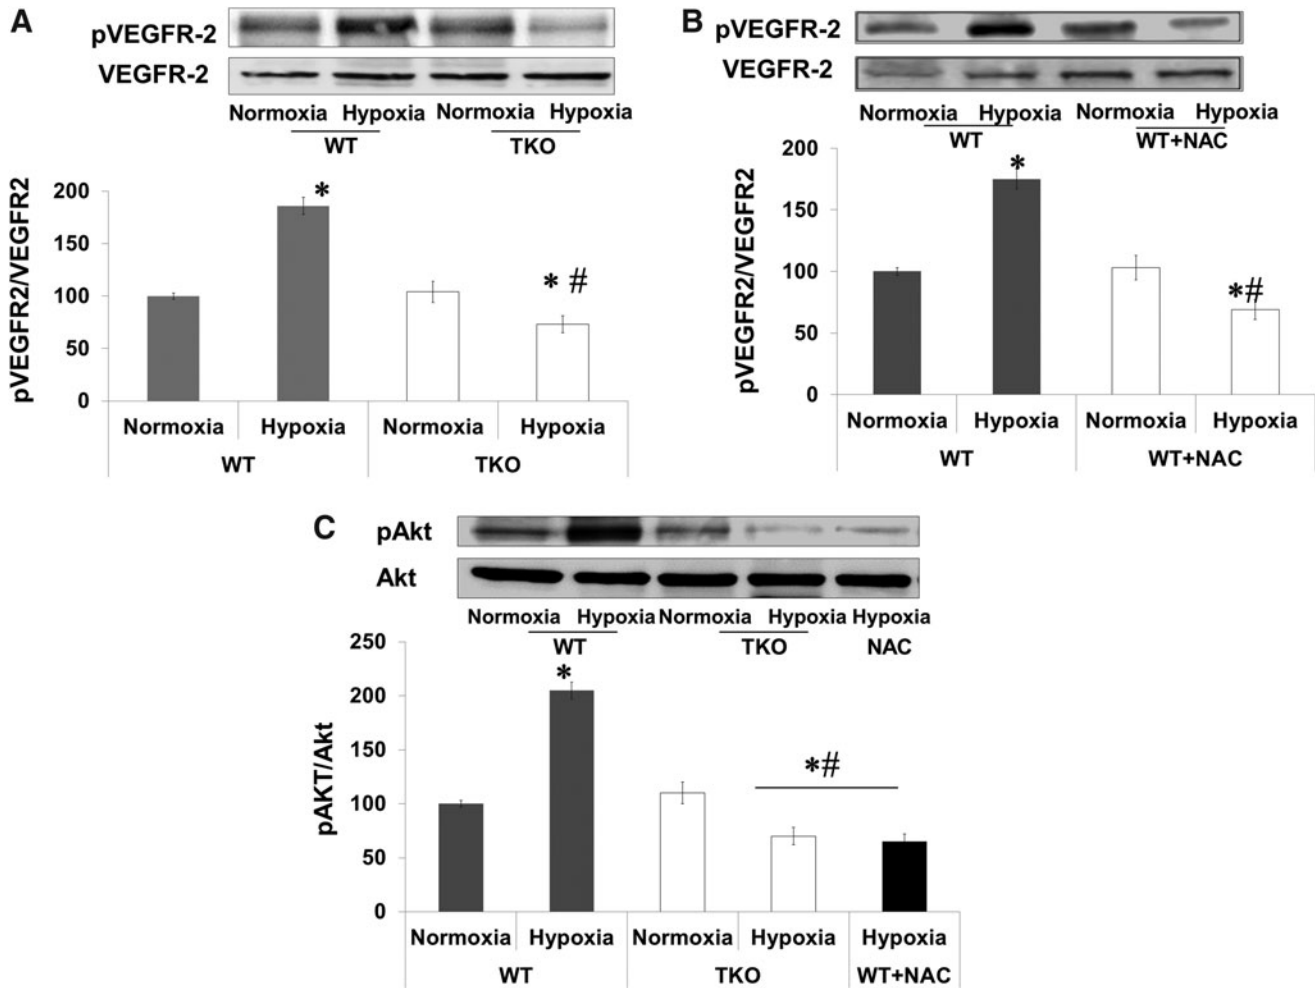 A
pVEGFR-2
VEGFR-2
Normoxia Hypoxia Normoxia Hypoxia
WT TKO
pVEGFR2/VEGFR2
200
150
100
50
0
*
* #
Normoxia Hypoxia Normoxia Hypoxia
WT TKO
B
pVEGFR-2
VEGFR-2
Normoxia Hypoxia Normoxia Hypoxia
WT WT+NAC
pVEGFR2/VEGFR2
200
150
100
50
0
*
*#
Normoxia Hypoxia Normoxia Hypoxia
WT WT+NAC
C
pAkt
Akt
Normoxia Hypoxia Normoxia Hypoxia Hypoxia
WT TKO NAC
pAKT/Akt
250
200
150
100
50
0
*
*#
Normoxia Hypoxia Normoxia Hypoxia Hypoxia
WT TKO WT+NAC